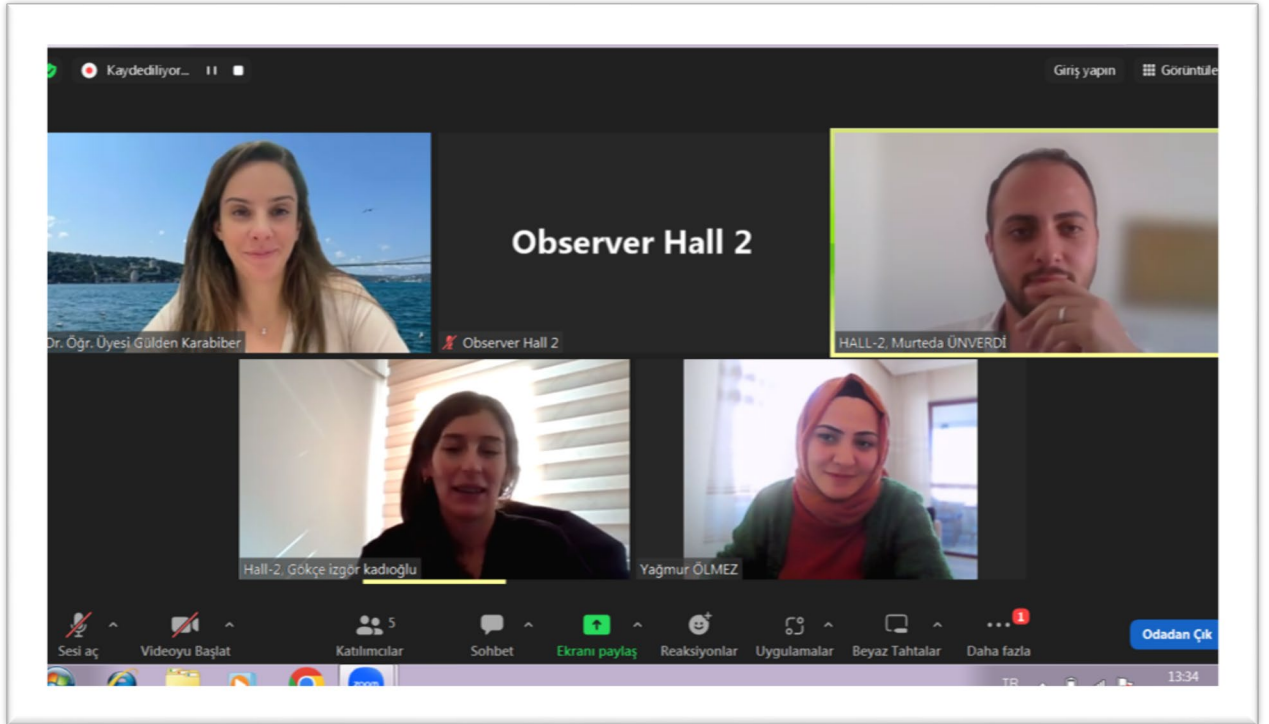 Kaydediliyor...
Giriş yapın
Görüntüle
Observer Hall 2
Dr. Öğr. Üyesi Gülden Karabiber
Observer Hall 2
HALL-2, Murteda ÜNVERDİ
Hall-2, Gökçe izgör kadıoğlu
Yağmur ÖLMEZ
5
1
Sesi aç
Videoyu Başlat
Katılımcılar
Sohbet
Ekranı paylaş
Reaksiyonlar
Uygulamalar
Beyaz Tahtalar
Daha fazla
Odadan Çık
zoom
TR
13:34